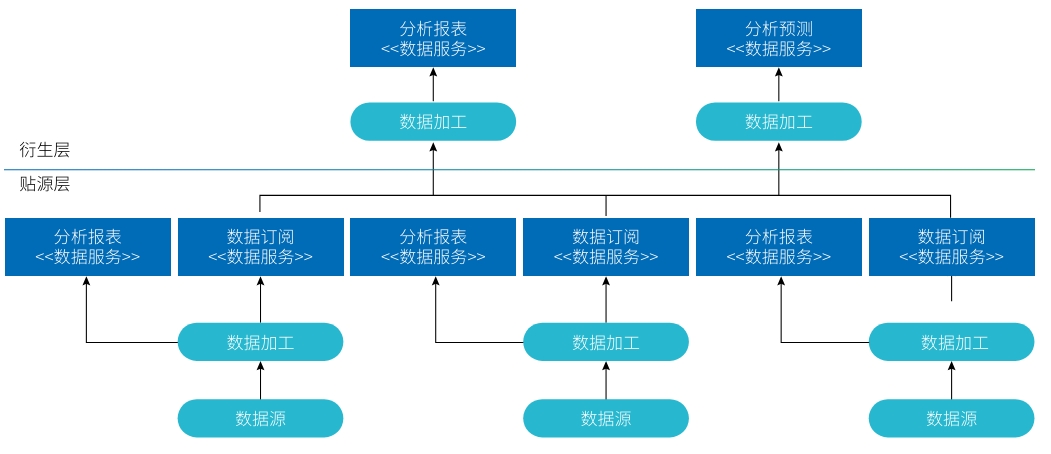 分析报表
<<数据服务>>
分析预测
<<数据服务>>
数据加工
数据加工
衍生层
贴源层
分析报表
<<数据服务>>
数据订阅
<<数据服务>>
分析报表
<<数据服务>>
数据订阅
<<数据服务>>
分析报表
<<数据服务>>
数据订阅
<<数据服务>>
数据加工
数据加工
数据加工
数据源
数据源
数据源